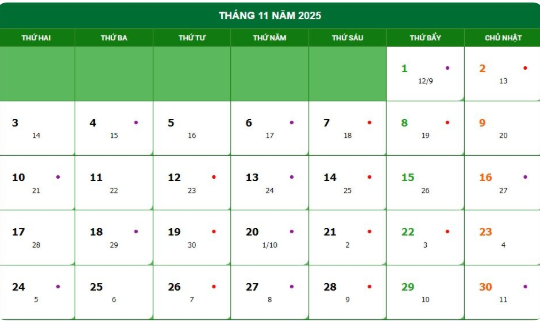 THÁNG 11 NĂM 2025
THỨ HAI THỨ BA THỨ TƯ THỨ NĂM THỨ SÁU THỨ BẨY CHỦ NHẬT
1 2
12/9 13
3 4 5 6 7 8 9
14 15 16 17 18 19 20
10 11 12 13 14 15 16
21 22 23 24 25 26 27
17 18 19 20 21 22 23
28 29 30 1/10 2 3 4
24 25 26 27 28 29 30
5 6 7 8 9 10 11